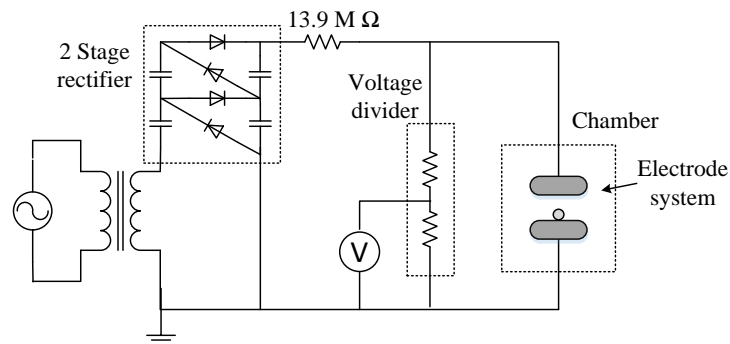 13.9 M Ω
2 Stage
rectifier
Voltage
divider
Chamber
Electrode
system
V